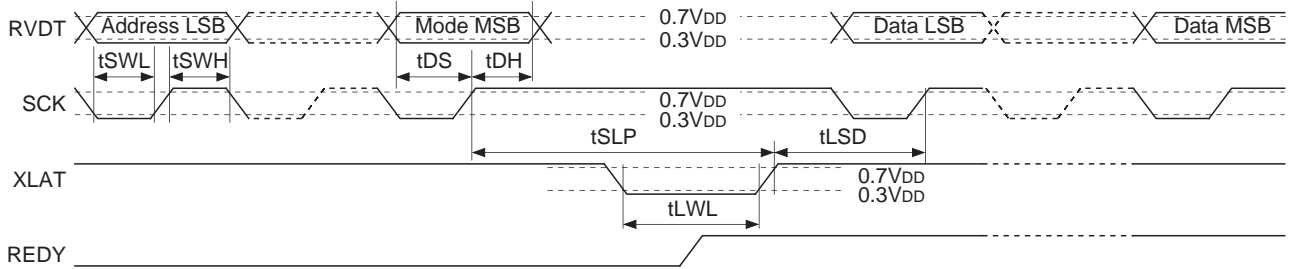 RVDT Address LSB Mode MSB 0.7VDD Data LSB Data MSB
0.3VDD
tSWL tSWH tDS tDH
SCK 0.7VDD
0.3VDD
tSLP tLSD
XLAT 0.7VDD
0.3VDD
tLWL
REDY